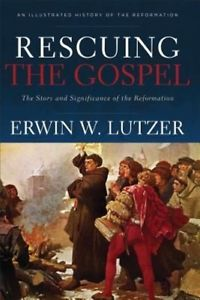 AN ILLUSTRATED HISTORY OF THE REFORMATION
RESCUING
THE GOSPEL
The Story and Significance of the Reformation
ERWIN W. LUTZER